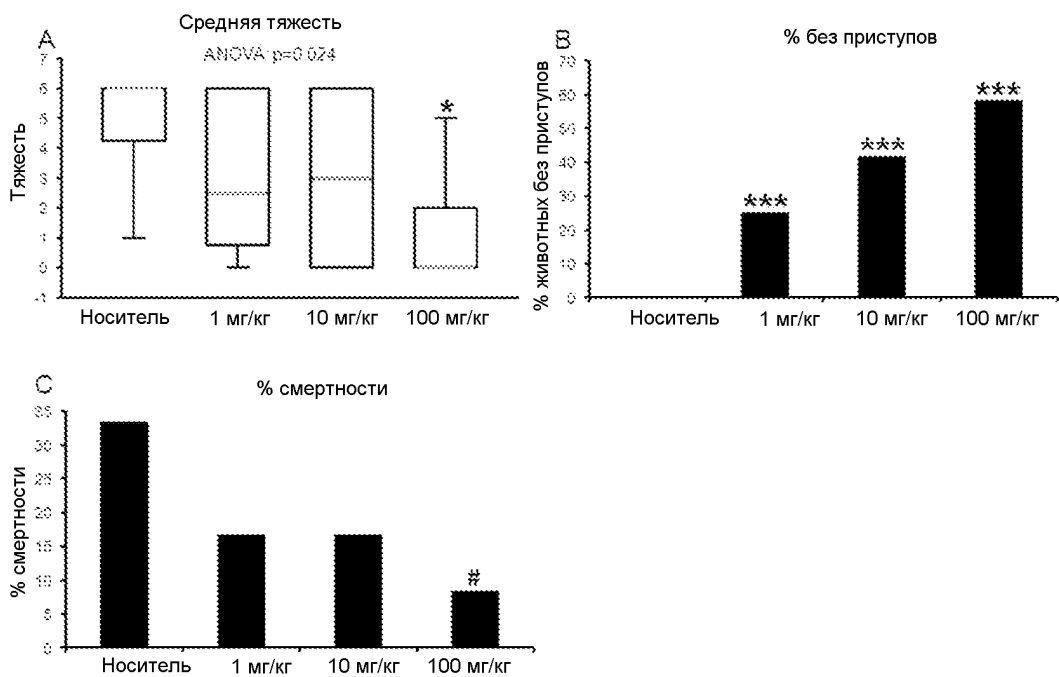 A
Средняя тяжесть
ANOVA: p=0.024
Тяжесть
7
6
5
4
3
2
1
0
-1
*
Носитель
1 мг/кг
10 мг/кг
100 мг/кг
B
% без приступов
% животных без приступов
70
60
50
40
30
20
10
0
***
***
***
Носитель
1 мг/кг
10 мг/кг
100 мг/кг
C
% смертности
% смертности
35
30
25
20
15
10
5
0
#
Носитель
1 мг/кг
10 мг/кг
100 мг/кг